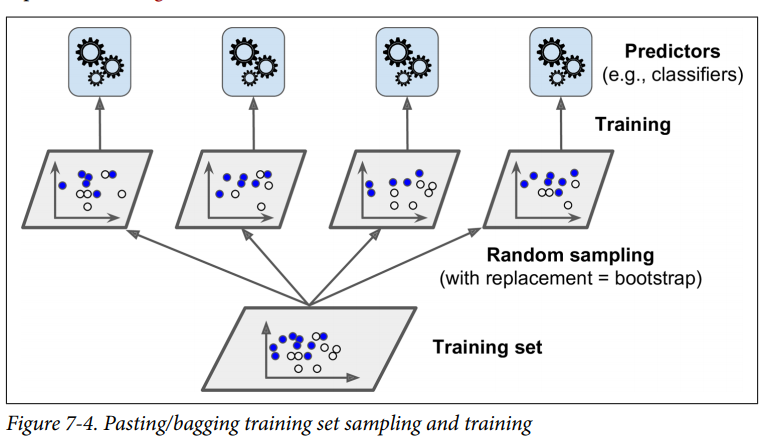 Predictors
(e.g., classifiers)
Training
Random sampling
(with replacement = bootstrap)
Training set
Figure 7-4. Pasting/bagging training set sampling and training